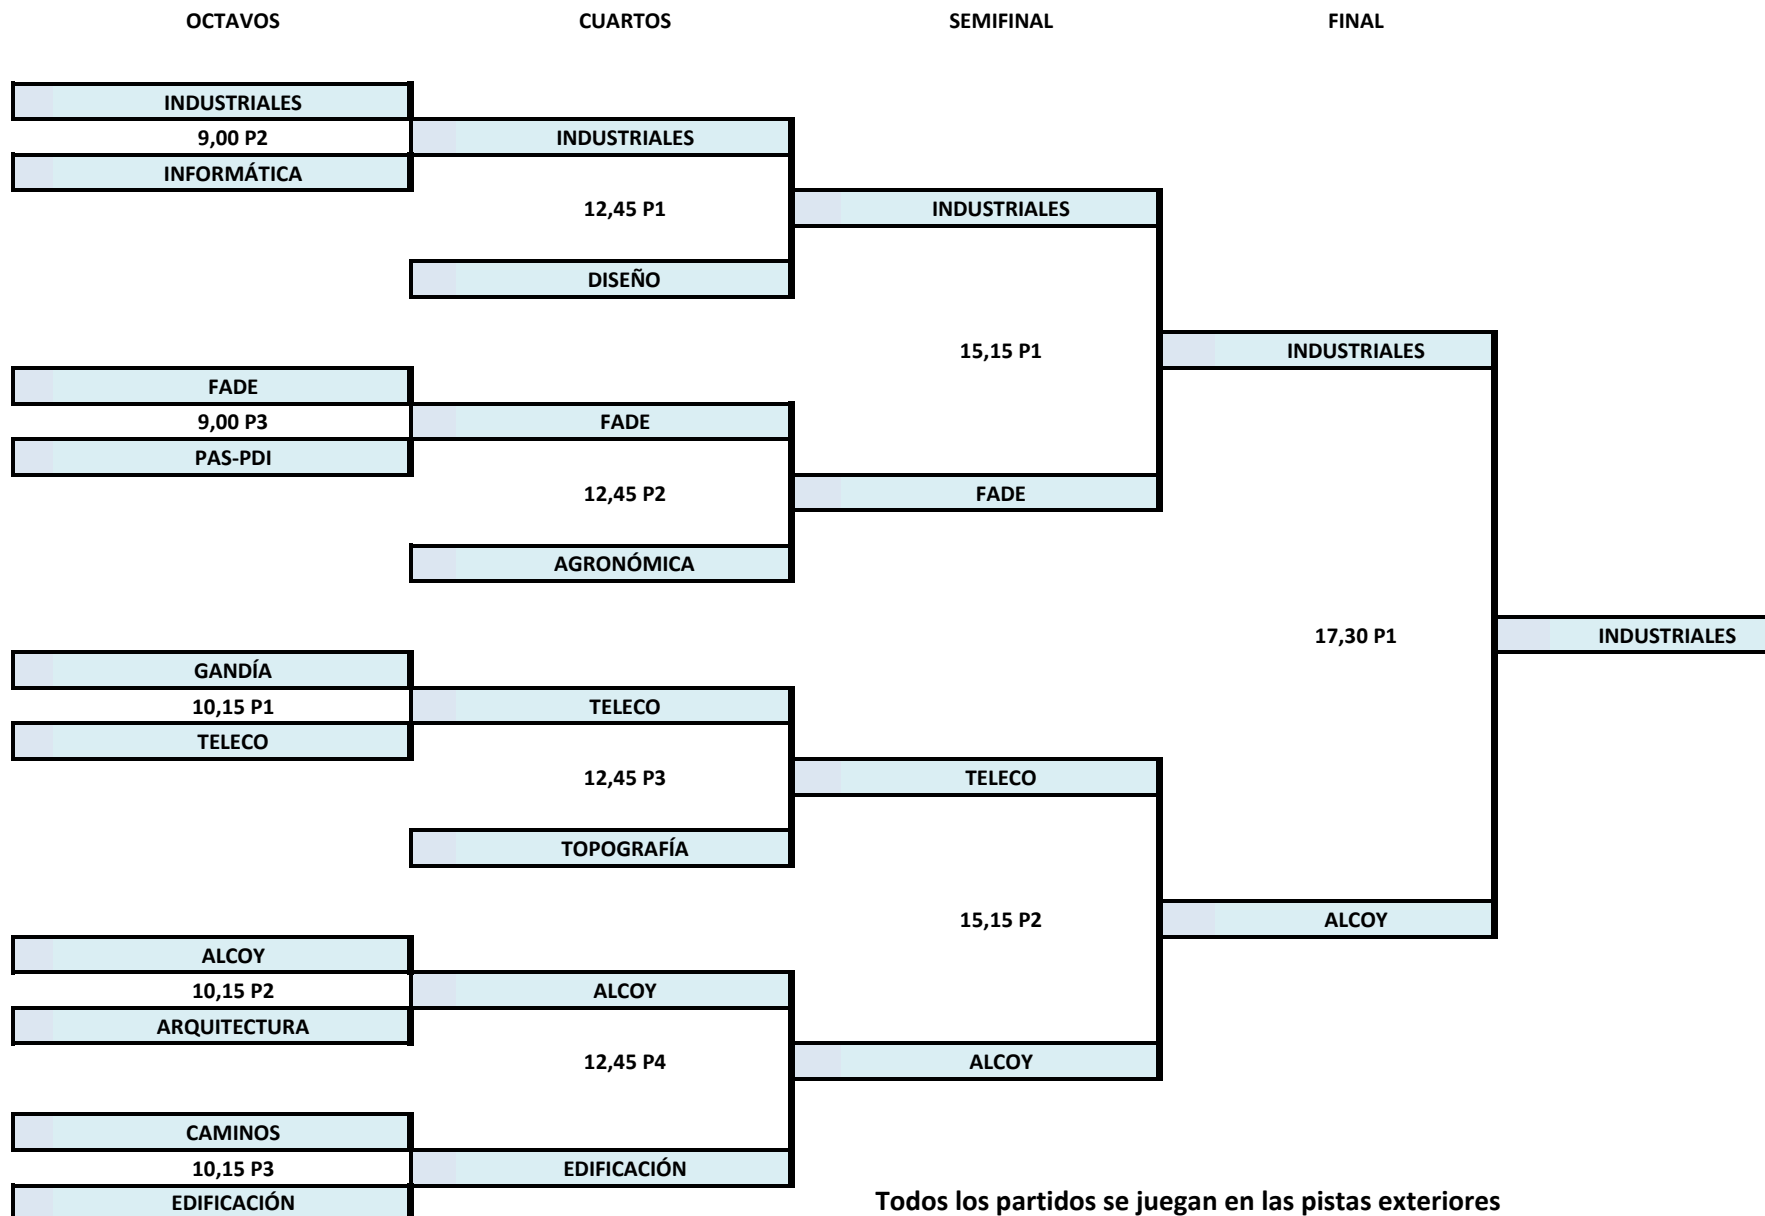 OCTAVOS CUARTOS SEMIFINAL FINAL
INDUSTRIALES
9,00 P2 INDUSTRIALES
INFORMÁTICA
12,45 P1 INDUSTRIALES
DISEÑO
15,15 P1 INDUSTRIALES
FADE
9,00 P3 FADE
PAS-PDI
12,45 P2 FADE
AGRONÓMICA
17,30 P1 INDUSTRIALES
GANDÍA
10,15 P1 TELECO
TELECO
12,45 P3 TELECO
TOPOGRAFÍA
15,15 P2 ALCOY
ALCOY
10,15 P2 ALCOY
ARQUITECTURA
12,45 P4 ALCOY
CAMINOS
10,15 P3 EDIFICACIÓN
EDIFICACIÓN Todos los partidos se juegan en las pistas exteriores